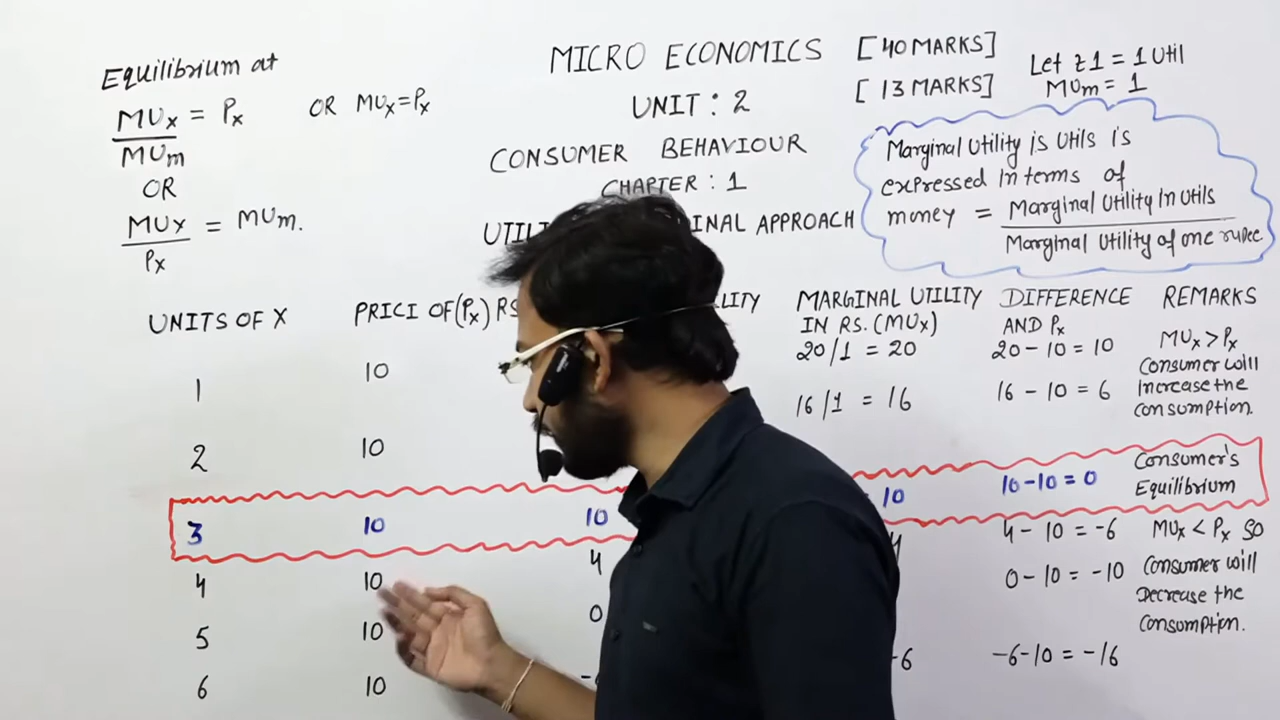 Equilibrium at
MUx = Px OR MUx = Px
MUm
OR
MUx = MUm.
Px
MICRO ECONOMICS [40 MARKS]
UNIT : 2 [13 MARKS]
CONSUMER BEHAVIOUR
CHAPTER : 1
APPROACH
Let ₹1 = 1 Util
MUm = 1
Marginal Utility is Utils is
expressed in terms of
money = Marginal Utility In Utils
Marginal Utility of one rupee
UNITS OF X PRICE OF (Px) RS MARGINAL UTILITY DIFFERENCE REMARKS
IN RS. (MUx) AND Px
1 10 20/1 = 20 20 - 10 = 10 MUx > Px
Consumer will
2 10 16/1 = 16 16 - 10 = 6 increase the
consumption.
3 10 10 10 10 - 10 = 0 Consumer's
Equilibrium
4 10 4 4 - 10 = -6 MUx < Px so
5 10 0 0 - 10 = -10 Consumer will
Decrease the
consumption.
6 10 -6 -6 - 10 = -16